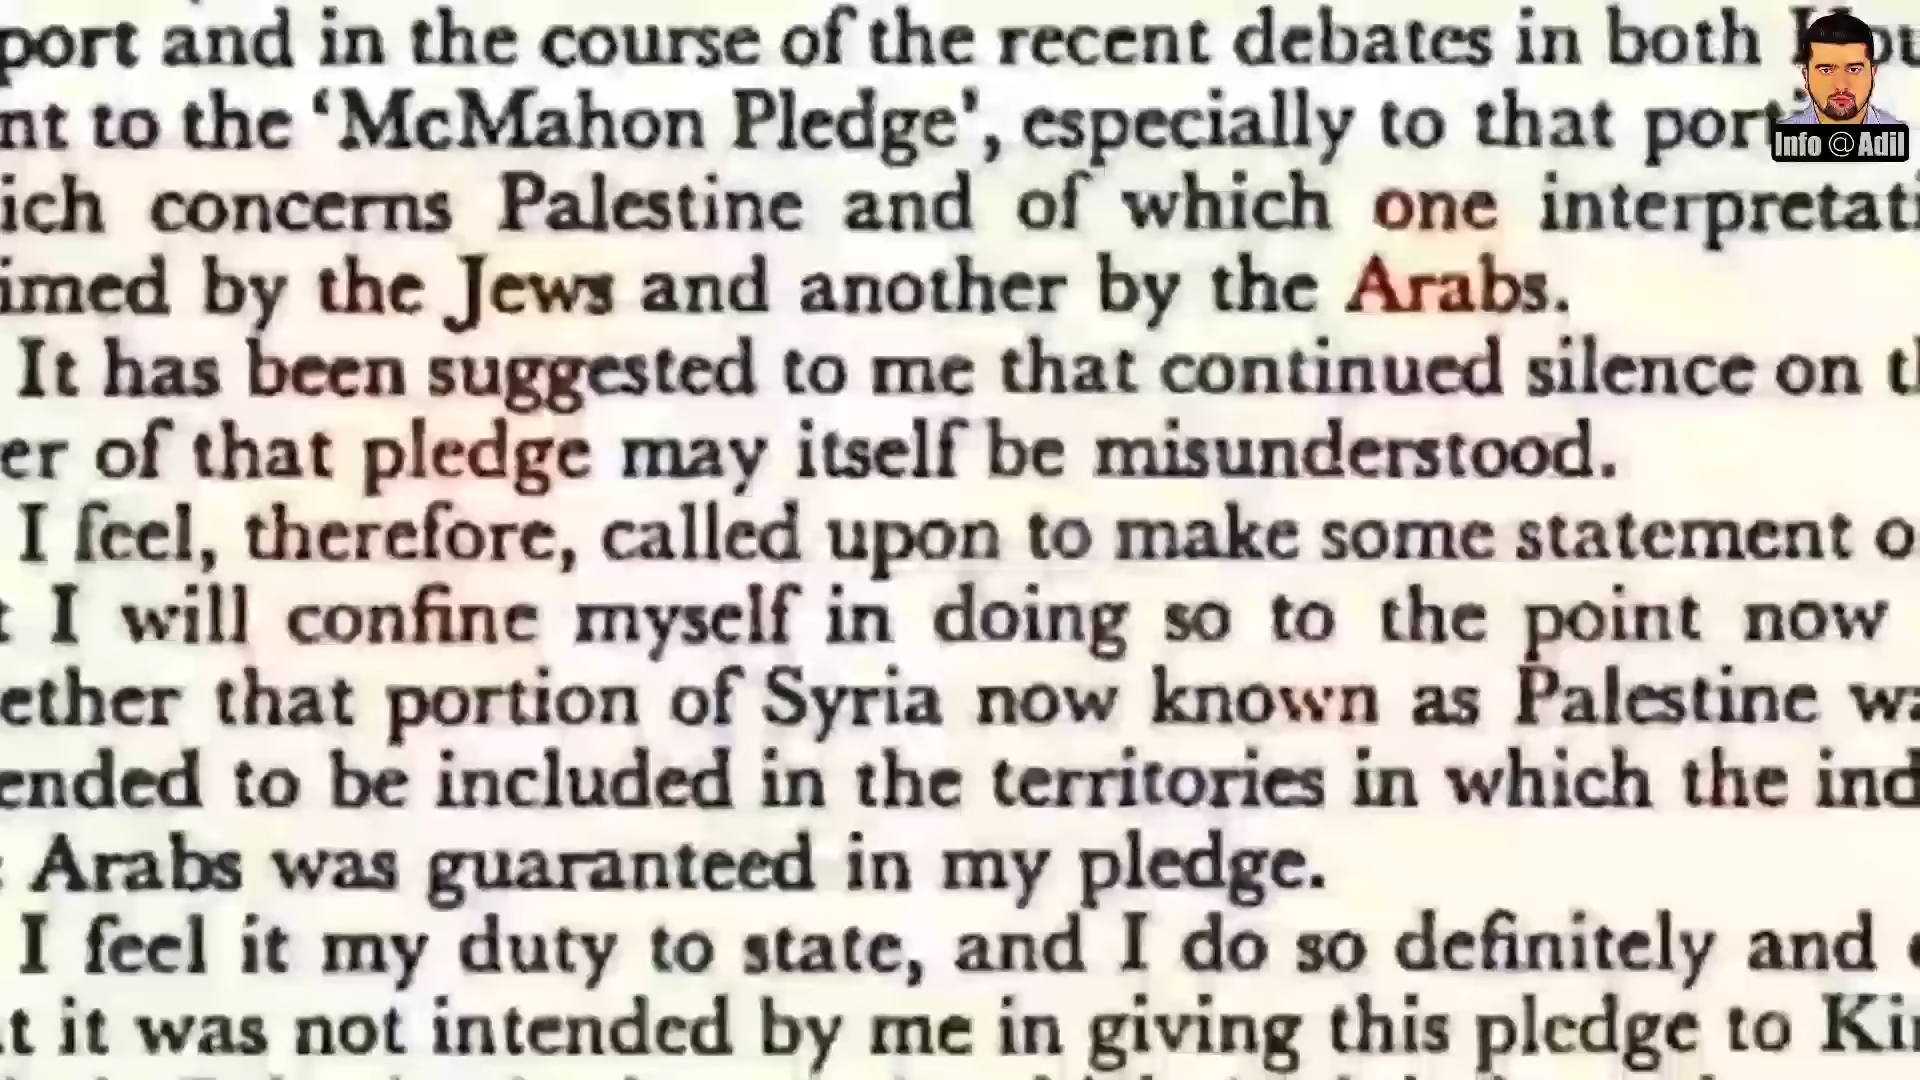 port and in the course of the recent debates in both Hou
nt to the ‘McMahon Pledge’, especially to that porti
ich concerns Palestine and of which one interpretati
imed by the Jews and another by the Arabs.
It has been suggested to me that continued silence on th
er of that pledge may itself be misunderstood.
I feel, therefore, called upon to make some statement o
t I will confine myself in doing so to the point now
ether that portion of Syria now known as Palestine wa
ended to be included in the territories in which the ind
Arabs was guaranteed in my pledge.
I feel it my duty to state, and I do so definitely and
t it was not intended by me in giving this pledge to Kin
Info @ Adil